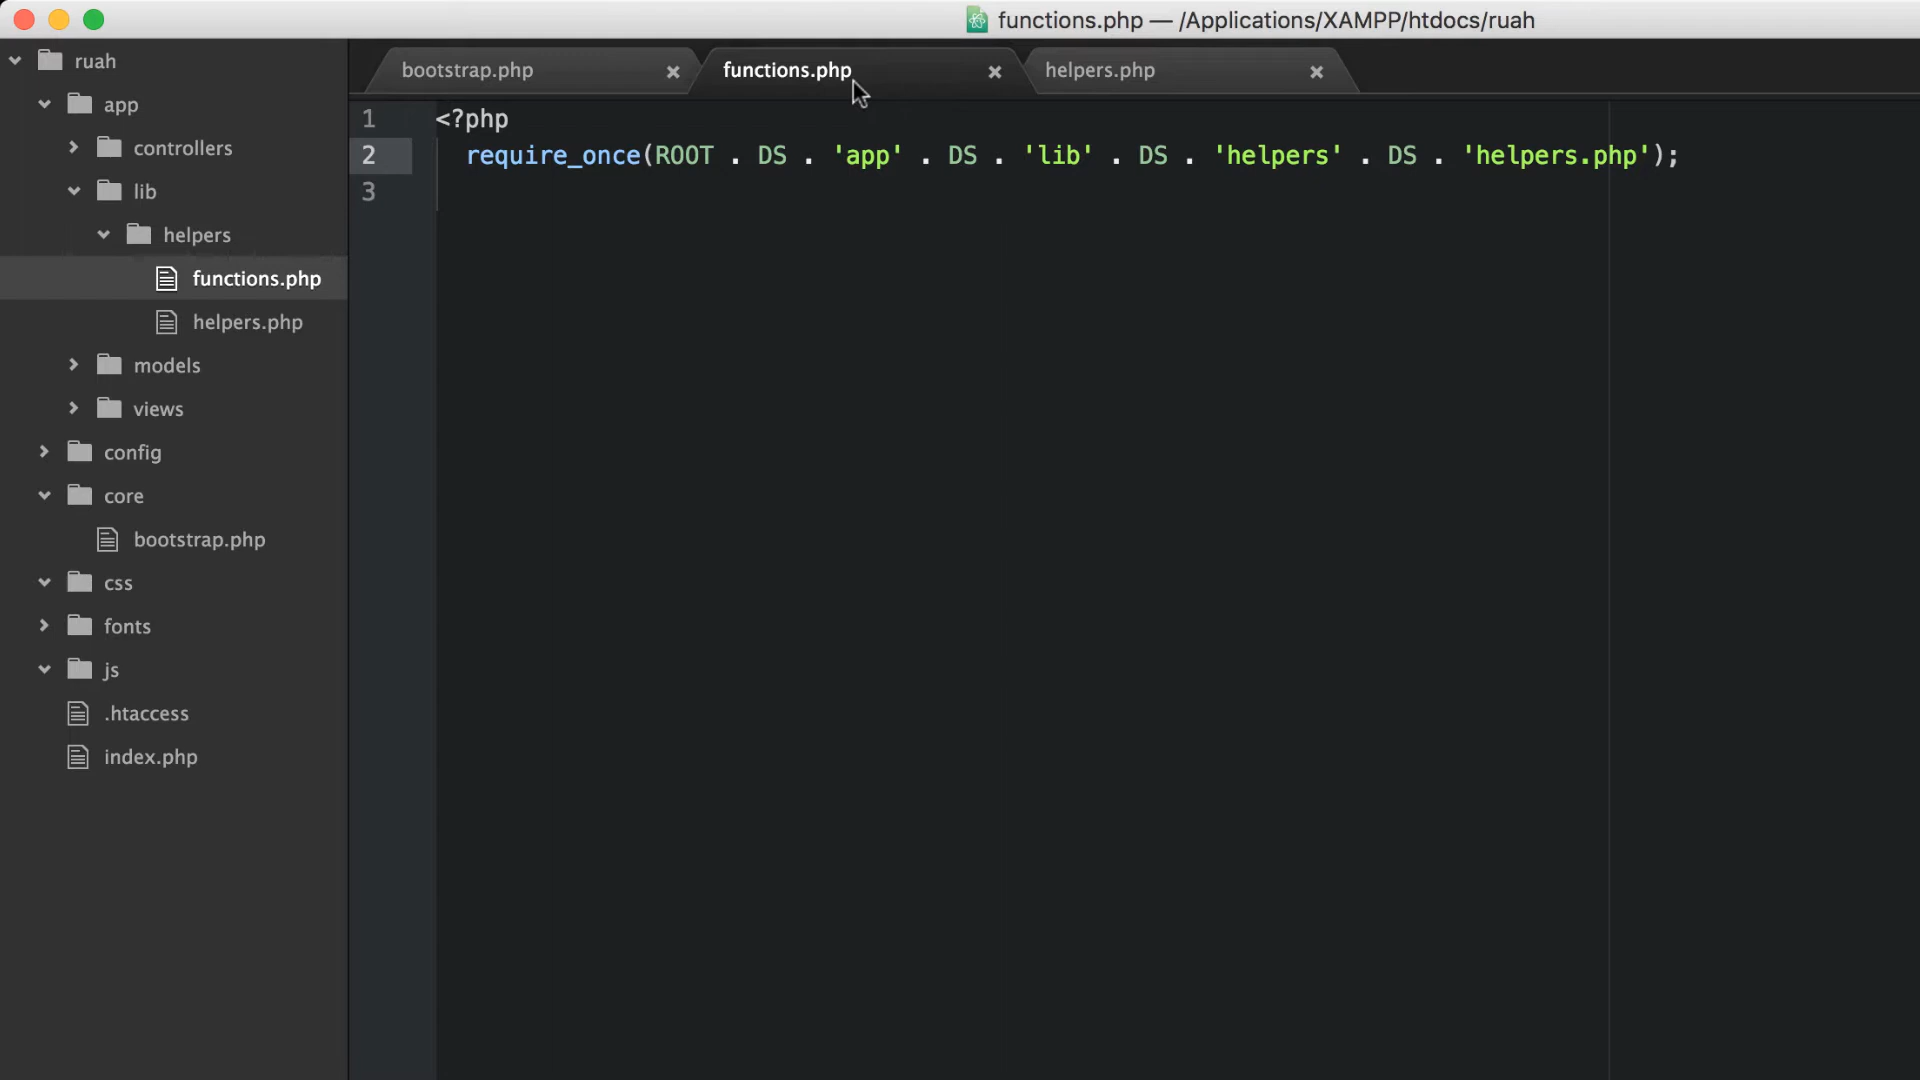 functions.php — /Applications/XAMPP/htdocs/ruah
ruah
app
controllers
lib
helpers
functions.php
helpers.php
models
views
config
core
bootstrap.php
css
fonts
js
.htaccess
index.php
bootstrap.php functions.php helpers.php
1 <?php
2 require_once(ROOT . DS . 'app' . DS . 'lib' . DS . 'helpers' . DS . 'helpers.php');
3